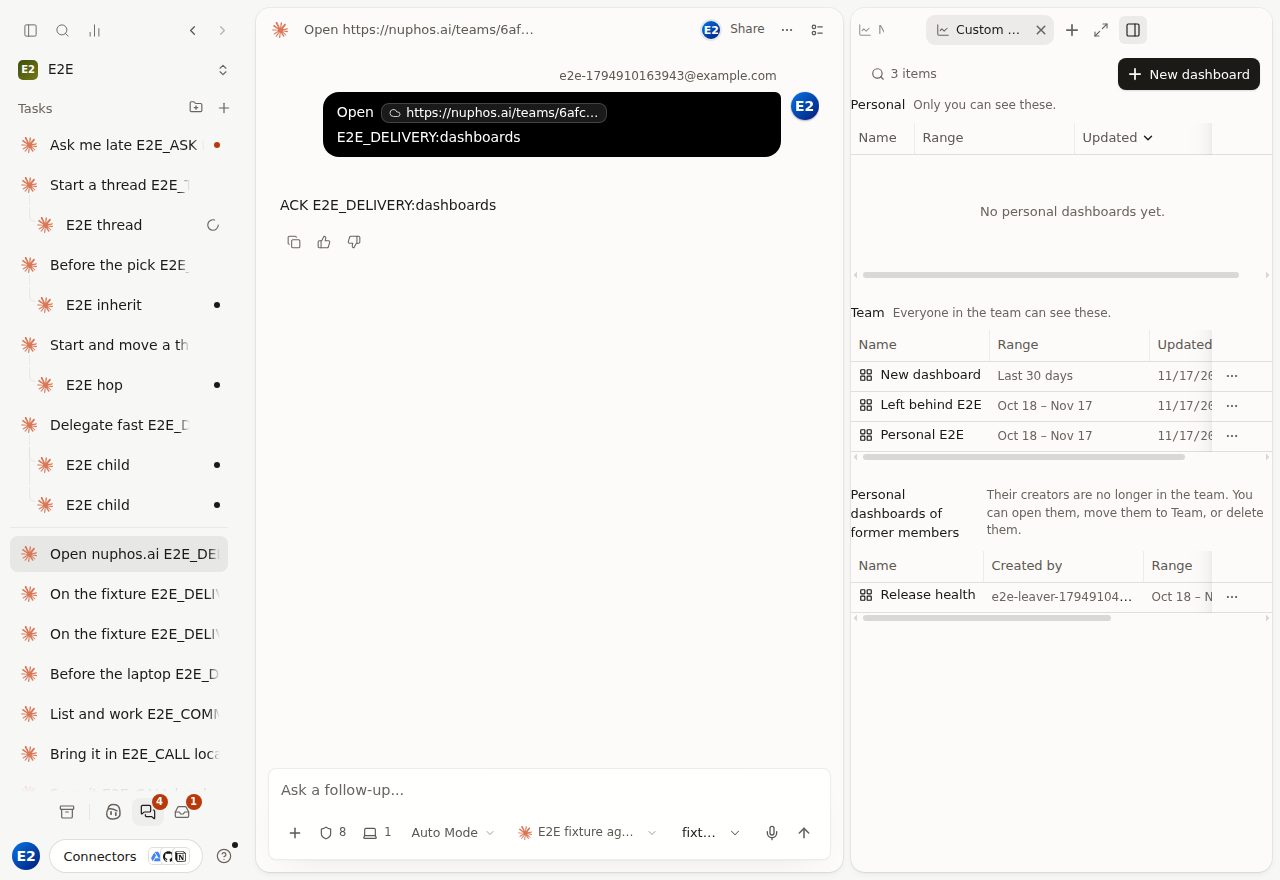 E2 E2E
Tasks
Ask me late E2E_ASK
Start a thread E2E_T
E2E thread
Before the pick E2E_
E2E inherit
Start and move a th
E2E hop
Delegate fast E2E_D
E2E child
E2E child
Open nuphos.ai E2E_DE
On the fixture E2E_DELIV
On the fixture E2E_DELIV
Before the laptop E2E_D
List and work E2E_COMM
Bring it in E2E_CALL loca
4 1
E2 Connectors
Open https://nuphos.ai/teams/6af…
E2 Share
e2e-1794910163943@example.com
Open https://nuphos.ai/teams/6afc…
E2E_DELIVERY:dashboards
E2
ACK E2E_DELIVERY:dashboards
Ask a follow-up…
8 1 Auto Mode E2E fixture ag… fixt…
Custom …
3 items
New dashboard
Personal Only you can see these.
Name Range Updated
No personal dashboards yet.
Team Everyone in the team can see these.
Name Range Updated
New dashboard Last 30 days 11/17/20
Left behind E2E Oct 18 – Nov 17 11/17/20
Personal E2E Oct 18 – Nov 17 11/17/20
Personal dashboards of former members
Their creators are no longer in the team. You can open them, move them to Team, or delete them.
Name Created by Range
Release health e2e-leaver-17949104… Oct 18 – N